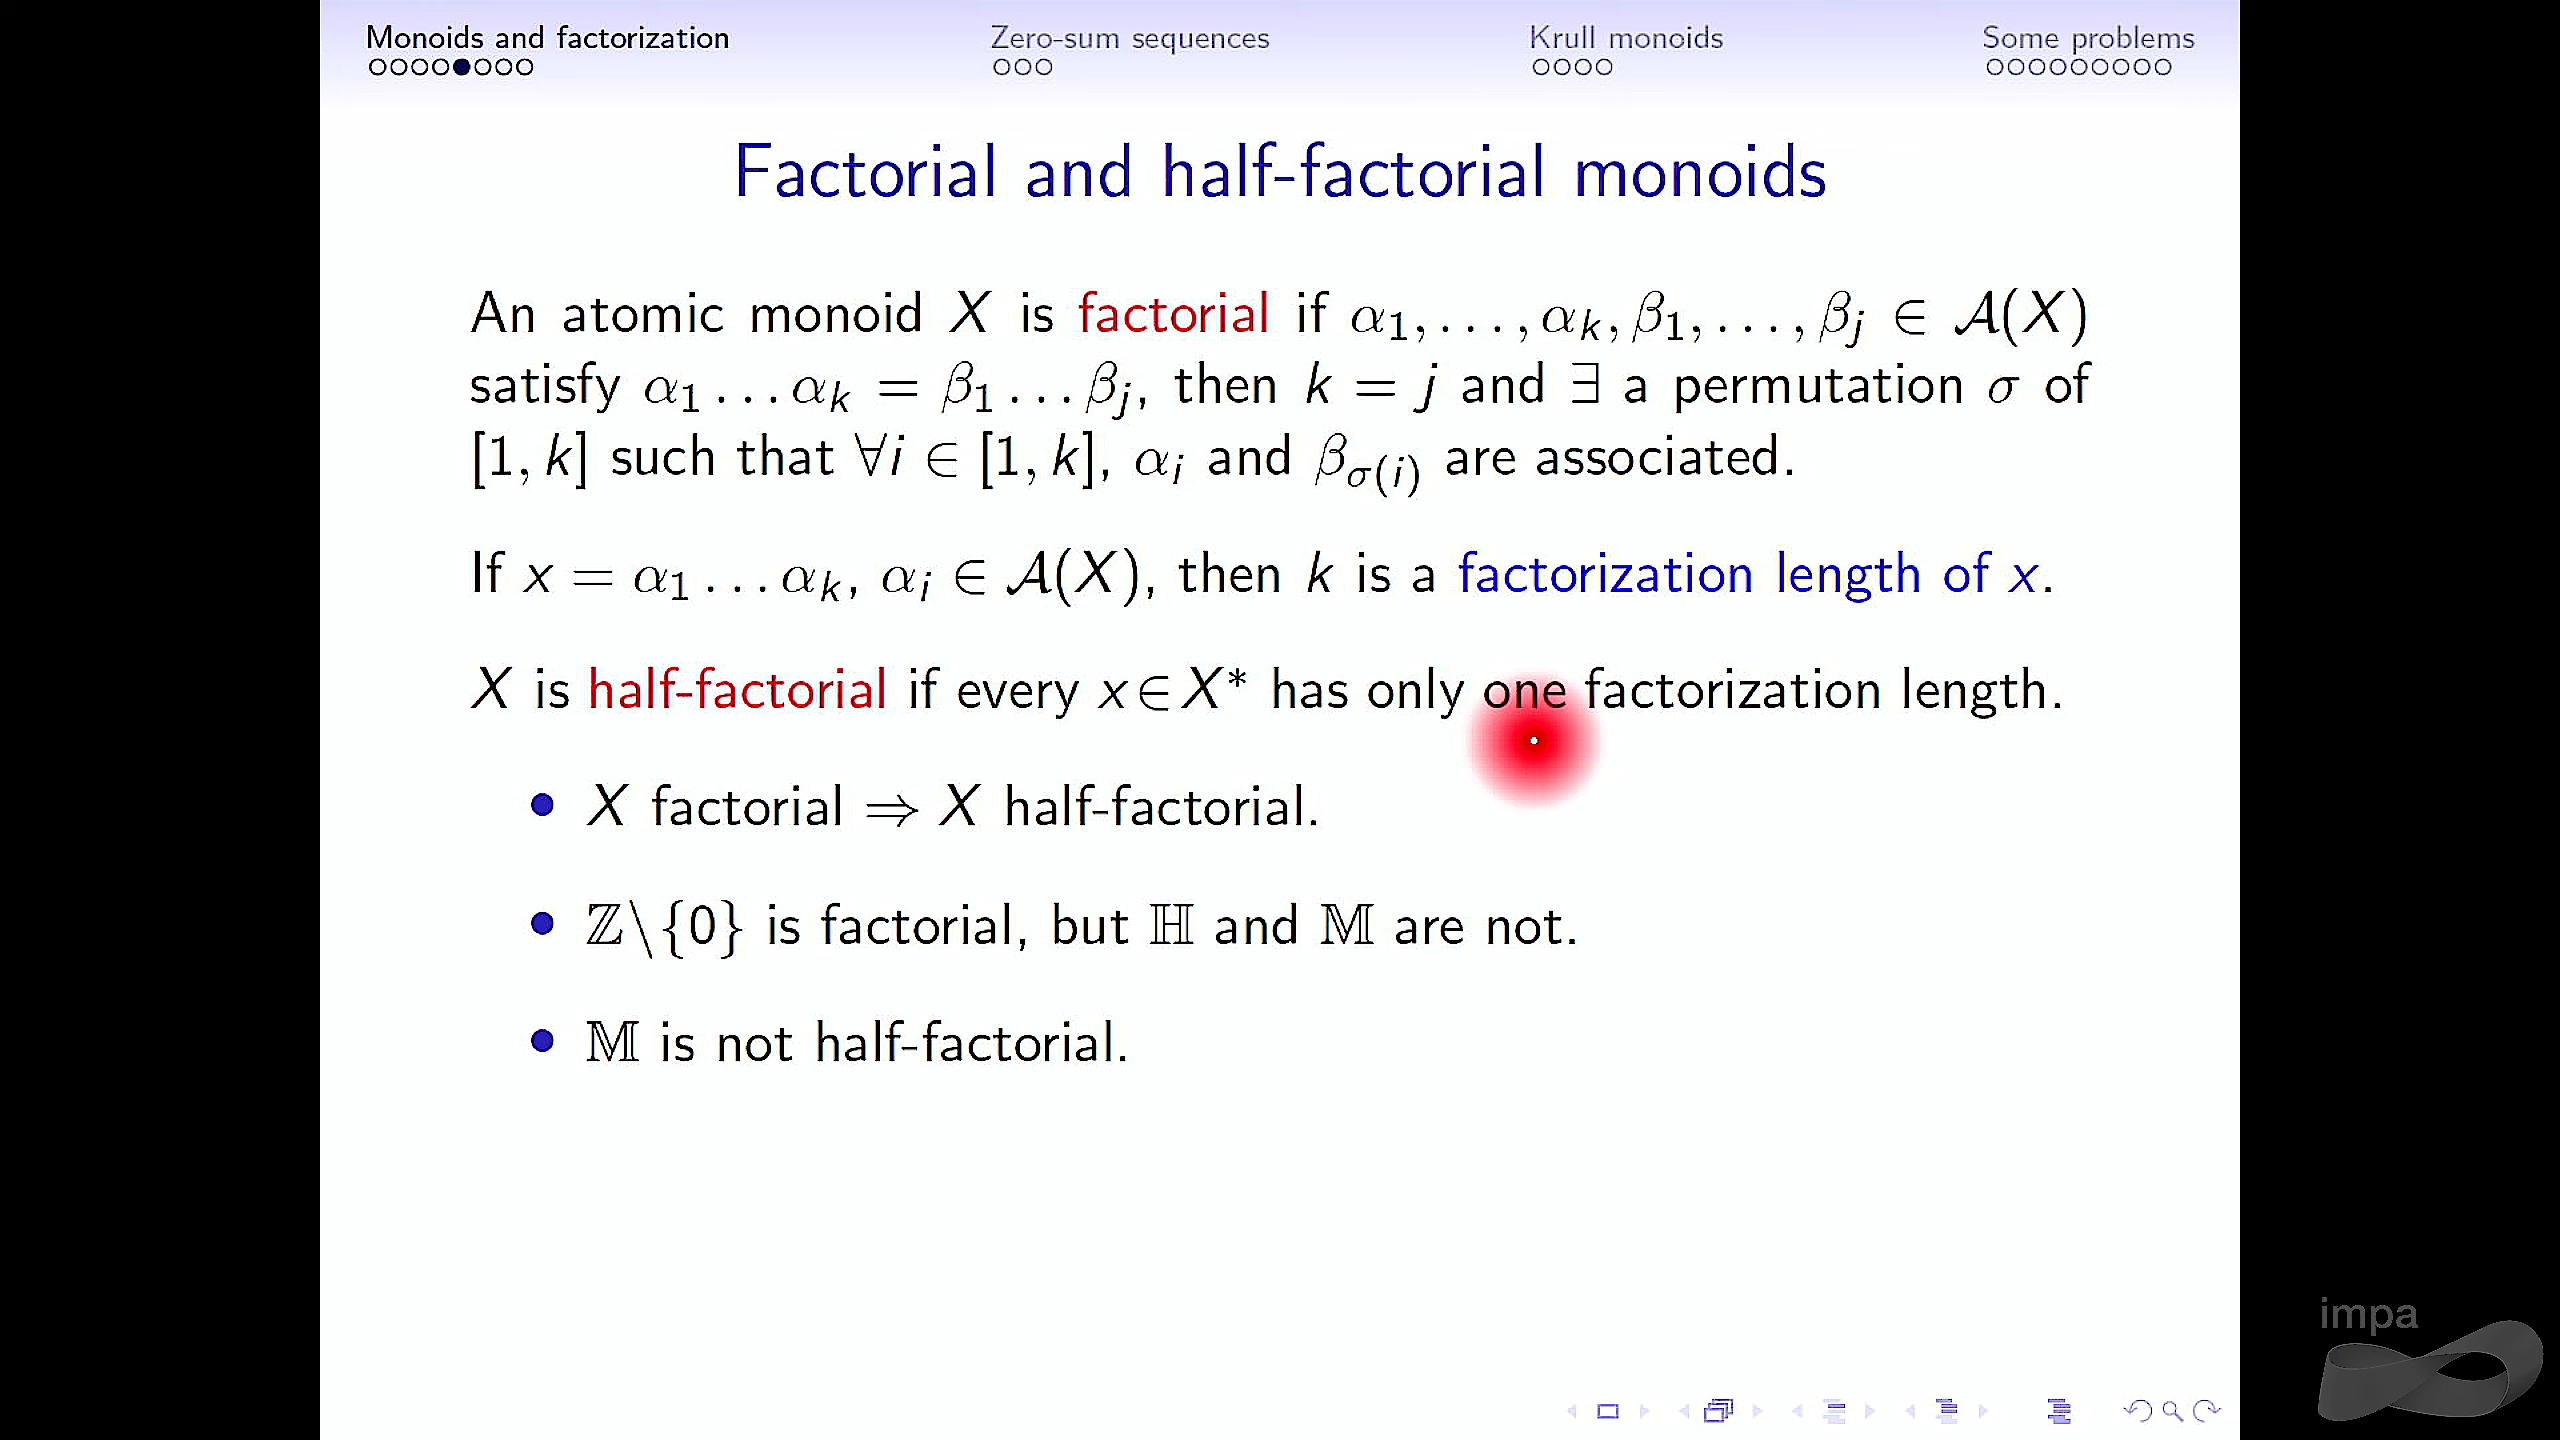 Monoids and factorization Zero-sum sequences Krull monoids Some problems
Factorial and half-factorial monoids
An atomic monoid X is factorial if α₁, . . . , αₖ, β₁, . . . , βⱼ ∈ 𝒜(X)
satisfy α₁ . . . αₖ = β₁ . . . βⱼ, then k = j and ∃ a permutation σ of
[1, k] such that ∀i ∈ [1, k], αᵢ and β_σ(i) are associated.
If x = α₁ . . . αₖ, αᵢ ∈ 𝒜(X), then k is a factorization length of x.
X is half-factorial if every x ∈ X* has only one factorization length.
• X factorial ⇒ X half-factorial.
• ℤ\{0} is factorial, but ℍ and 𝕄 are not.
• 𝕄 is not half-factorial.
impa